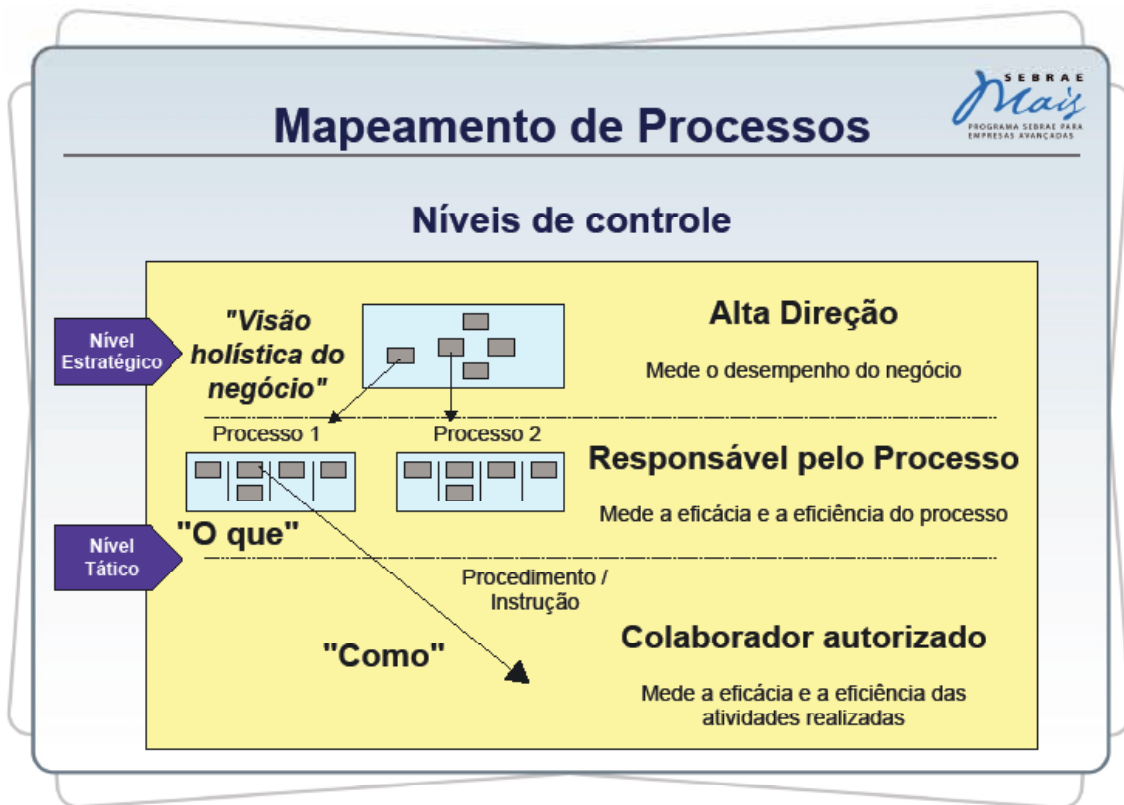 SEBRAE
Mais
PROGRAMA SEBRAE PARA
EMPRESAS AVANÇADAS
Mapeamento de Processos
Níveis de controle
Nível
Estratégico
"Visão
holística do
negócio"
Alta Direção
Mede o desempenho do negócio
Processo 1
Processo 2
Responsável pelo Processo
Mede a eficácia e a eficiência do processo
"O que"
Nível
Tático
Procedimento /
Instrução
"Como"
Colaborador autorizado
Mede a eficácia e a eficiência das
atividades realizadas